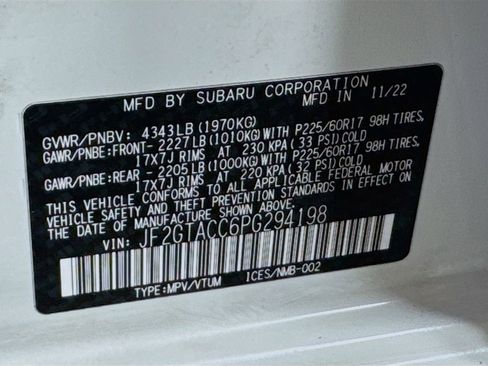 MFD BY SUBARU CORPORATION
MFD IN 11/22
GVWR/PNBV: 4343LB(1970KG)
GAWR/PNBE:FRONT- 2227LB(1010KG)WITH P225/60R17 98H TIRES,
17x7J RIMS AT 230 KPA(33 PSI)COLD
GAWR/PNBE:REAR - 2205LB(1000KG)WITH P225/60R17 98H TIRES,
17x7J RIMS AT 220 KPA(32 PSI)COLD
THIS VEHICLE CONFORMS TO ALL APPLICABLE FEDERAL MOTOR
VEHICLE SAFETY AND THEFT PREVENTION STANDARDS IN EFFECT ON
THE DATE OF MANUFACTURE SHOWN ABOVE.
VIN: JF2GTACC6PG294198
TYPE:MPV/VTUM ICES/NMB-002